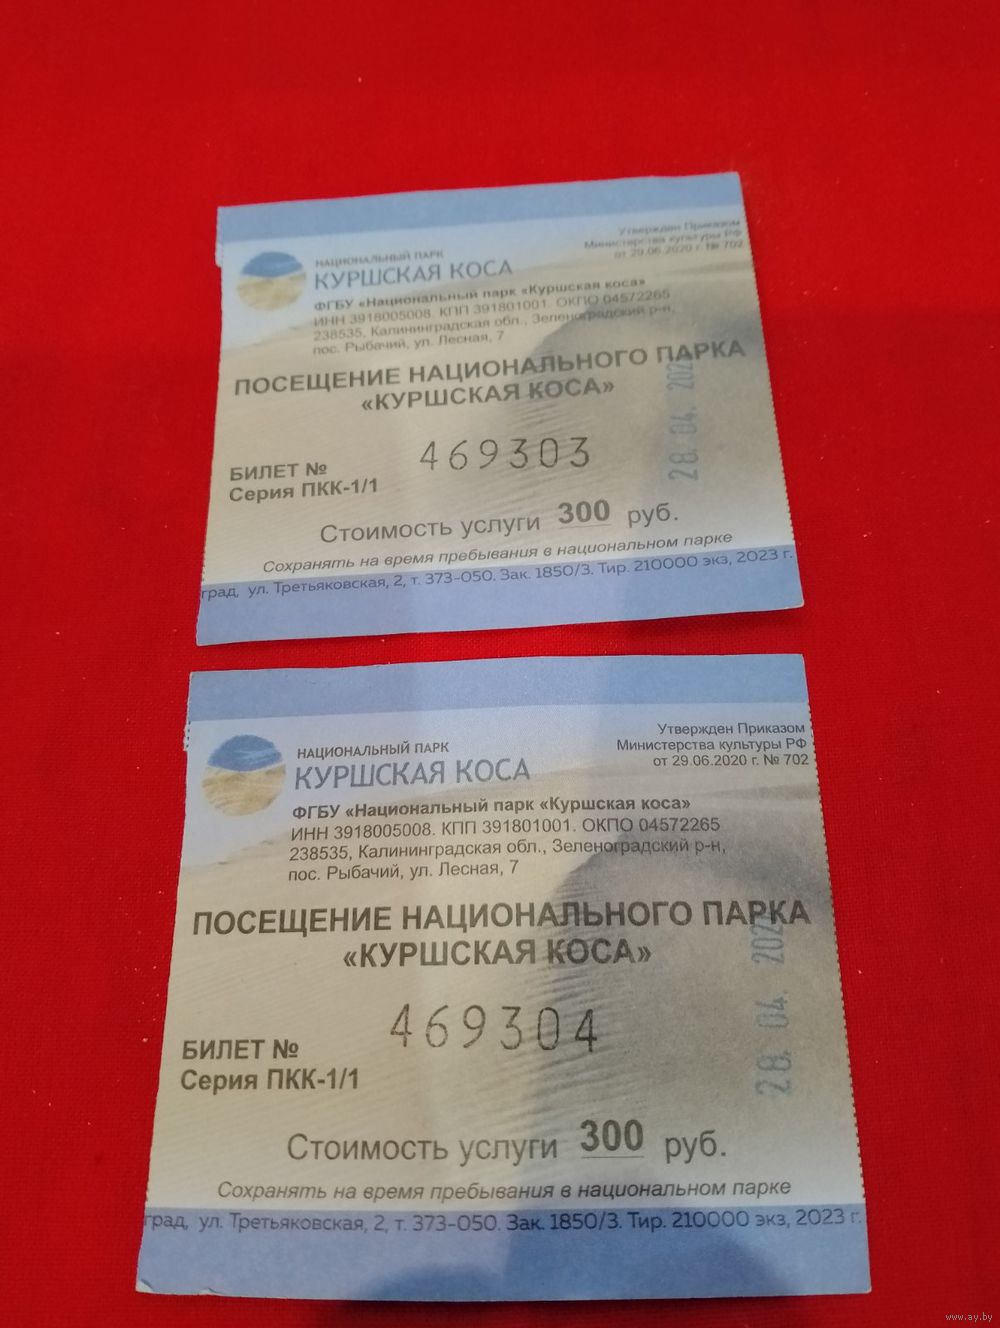 Утвержден Приказом
Министерства культуры РФ
от 29.06.2020 г. № 702
НАЦИОНАЛЬНЫЙ ПАРК
КУРШСКАЯ КОСА
ФГБУ «Национальный парк «Куршская коса»
ИНН 3918005008. КПП 391801001. ОКПО 04572265
238535, Калининградская обл., Зеленоградский р-н,
пос. Рыбачий, ул. Лесная, 7
ПОСЕЩЕНИЕ НАЦИОНАЛЬНОГО ПАРКА
«КУРШСКАЯ КОСА»
28. 04. 202
469303
БИЛЕТ №
Серия ПКК-1/1
Стоимость услуги 300 руб.
Сохранять на время пребывания в национальном парке
град, ул. Третьяковская, 2, т. 373-050. Зак. 1850/3. Тир. 210000 экз, 2023 г.
Утвержден Приказом
Министерства культуры РФ
от 29.06.2020 г. № 702
НАЦИОНАЛЬНЫЙ ПАРК
КУРШСКАЯ КОСА
ФГБУ «Национальный парк «Куршская коса»
ИНН 3918005008. КПП 391801001. ОКПО 04572265
238535, Калининградская обл., Зеленоградский р-н,
пос. Рыбачий, ул. Лесная, 7
ПОСЕЩЕНИЕ НАЦИОНАЛЬНОГО ПАРКА
«КУРШСКАЯ КОСА»
28. 04. 202
469304
БИЛЕТ №
Серия ПКК-1/1
Стоимость услуги 300 руб.
Сохранять на время пребывания в национальном парке
град, ул. Третьяковская, 2, т. 373-050. Зак. 1850/3. Тир. 210000 экз, 2023 г.
www.ay.by